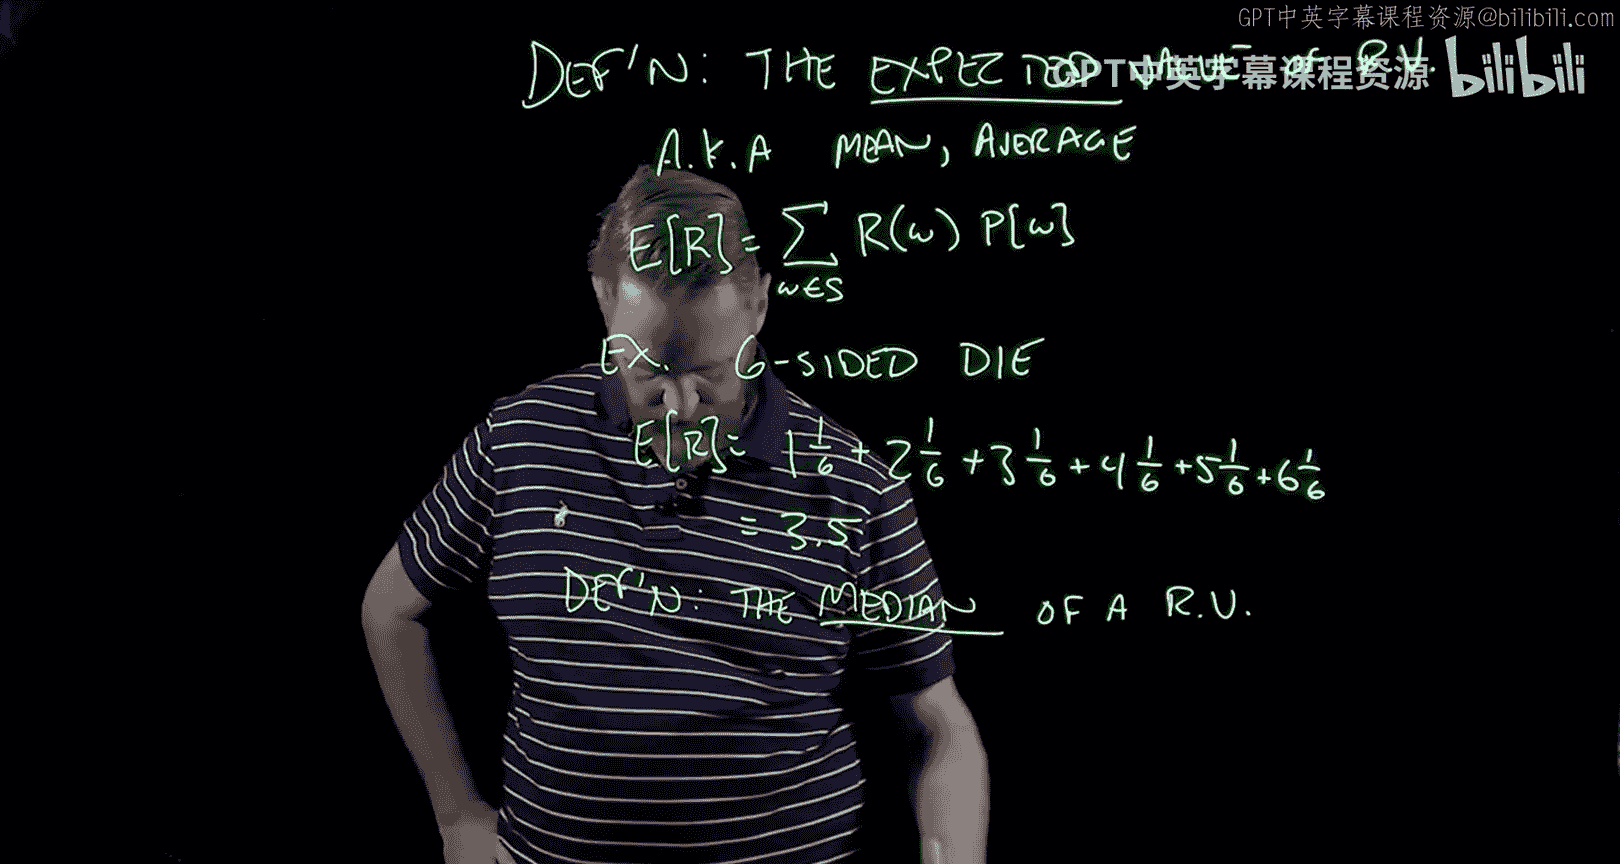 GPT中英字幕课程资源@bilibili.com
DEF'N: THE EXPECTED VALUE OF R.V.
GPT中英字幕课程资源 bilibili
A.K.A MEAN, AVERAGE
E[R] = ∑ R(ω) P[ω]
ω∈S
EX. 6-SIDED DIE
E[R] = 1 1/6 + 2 1/6 + 3 1/6 + 4 1/6 + 5 1/6 + 6 1/6
= 3.5
DEF'N: THE MEDIAN OF A R.V.